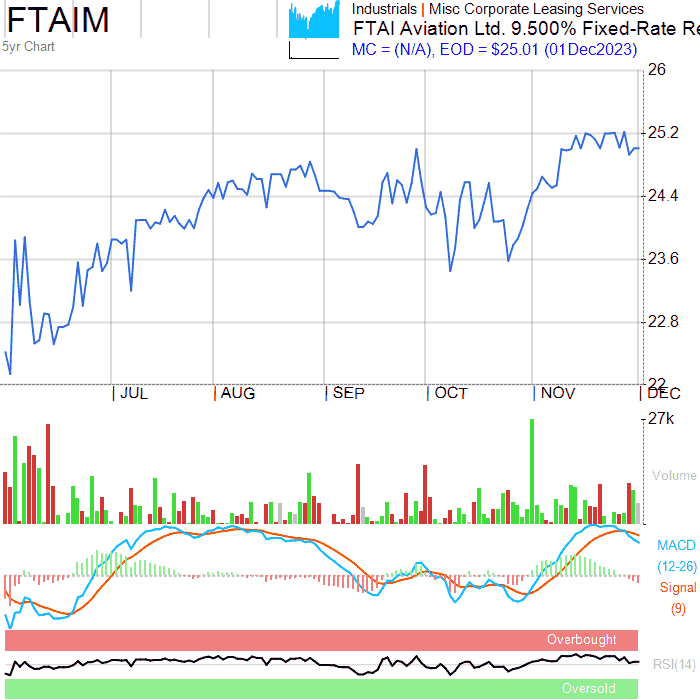 FTAIM
5yr Chart
Industrials | Misc Corporate Leasing Services
FTAI Aviation Ltd. 9.500% Fixed-Rate Re
MC = (N/A), EOD = $25.01 (01Dec2023)
26
25.2
24.4
23.6
22.8
22
JUL AUG SEP OCT NOV DEC
27k
Volume
MACD
(12-26)
Signal
(9)
Overbought
RSI(14)
Oversold